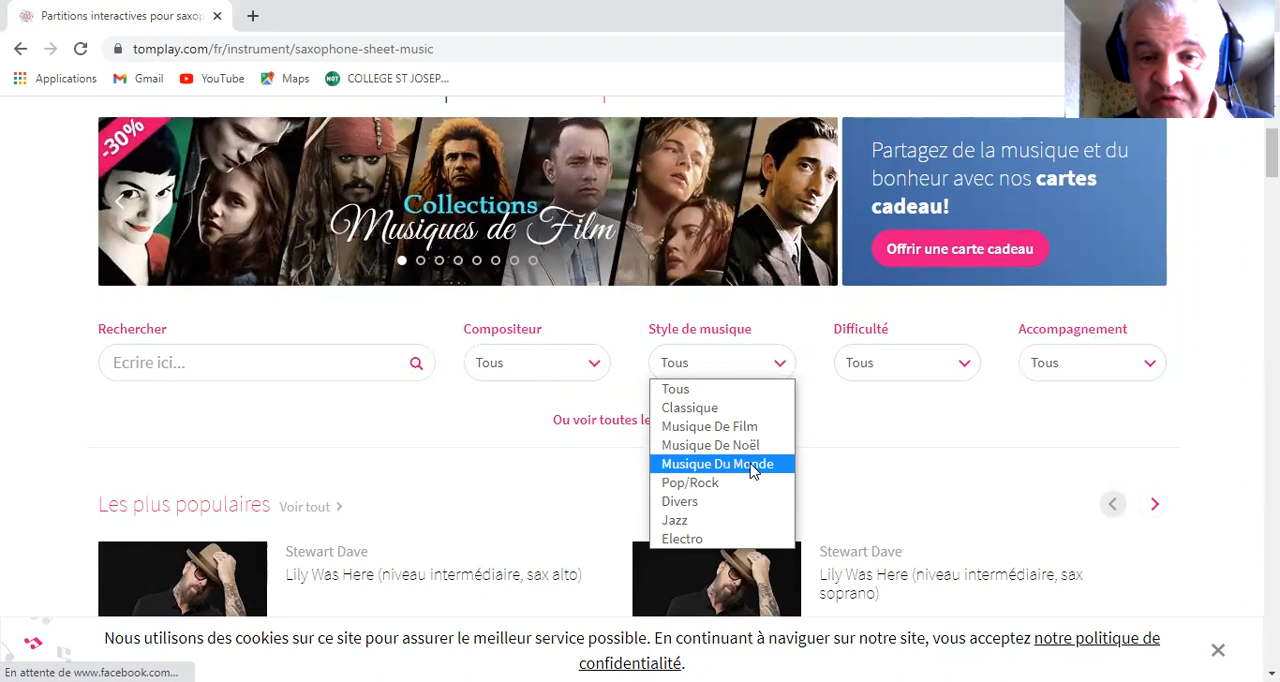 Partitions interactives pour saxop
tomplay.com/fr/instrument/saxophone-sheet-music
Applications Gmail YouTube Maps COLLEGE ST JOSEP...
-30%
Collections
Musiques de Film
Partagez de la musique et du
bonheur avec nos cartes
cadeau!
Offrir une carte cadeau
Rechercher Compositeur Style de musique Difficulté Accompagnement
Ecrire ici... Tous Tous Tous Tous
Tous
Classique
Musique De Film
Musique De Noël
Musique Du Monde
Pop/Rock
Divers
Jazz
Electro
Ou voir toutes le
Les plus populaires Voir tout
Stewart Dave
Lily Was Here (niveau intermédiaire, sax alto)
Stewart Dave
Lily Was Here (niveau intermédiaire, sax
soprano)
Nous utilisons des cookies sur ce site pour assurer le meilleur service possible. En continuant à naviguer sur notre site, vous acceptez notre politique de
confidentialité.
En attente de www.facebook.com...